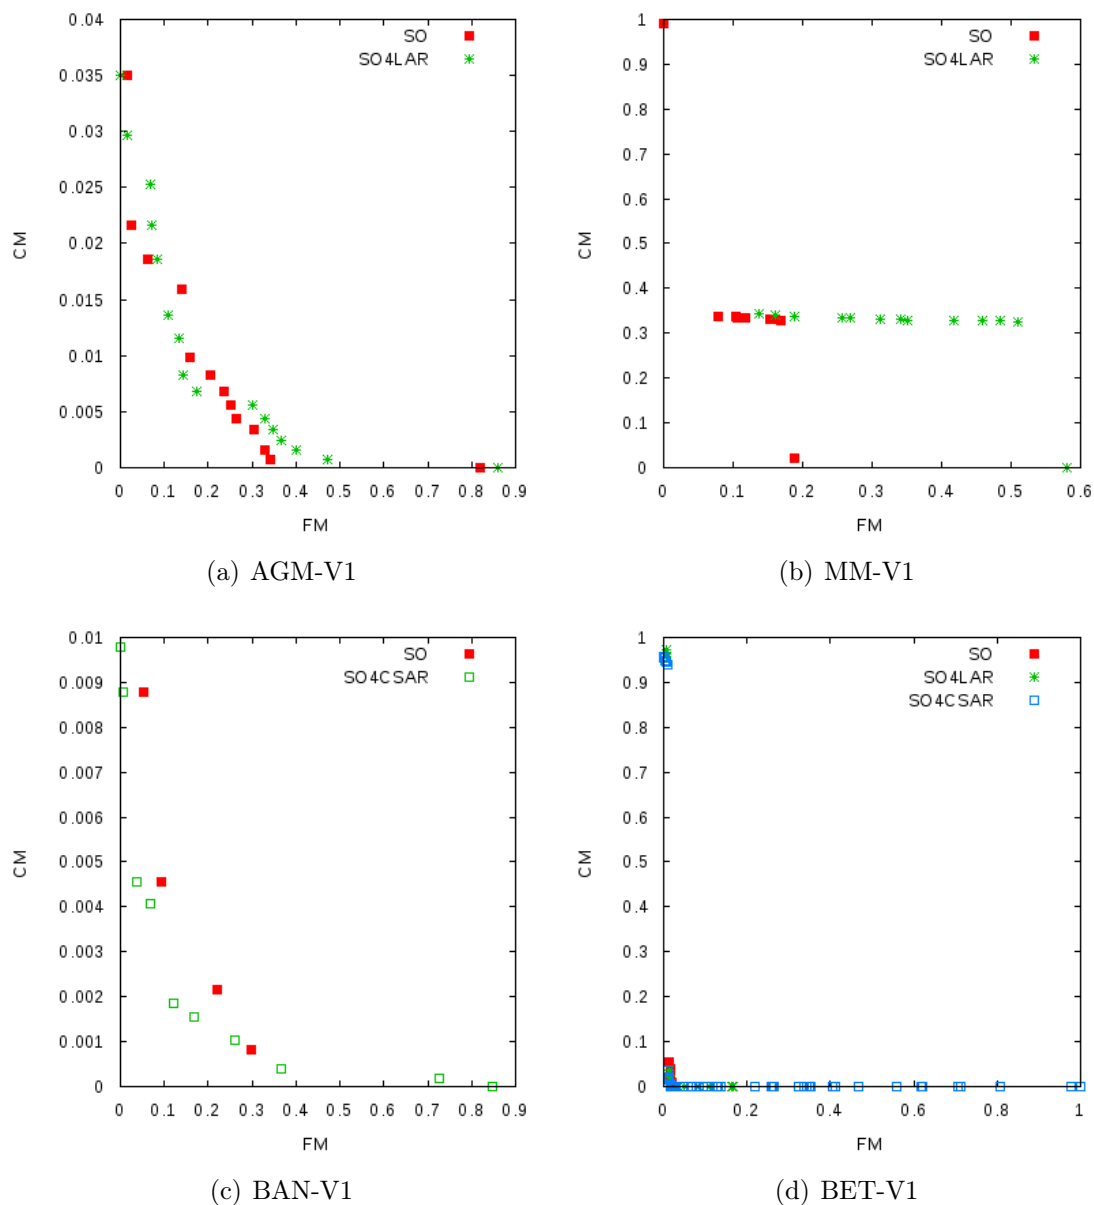 0.04
0.035
0.03
0.025
0.02
0.015
0.01
0.005
0
CM
0 0.1 0.2 0.3 0.4 0.5 0.6 0.7 0.8 0.9
FM
SO
SO4LAR
(a) AGM-V1
1
0.9
0.8
0.7
0.6
0.5
0.4
0.3
0.2
0.1
0
CM
0 0.1 0.2 0.3 0.4 0.5 0.6
FM
SO
SO4LAR
(b) MM-V1
0.01
0.009
0.008
0.007
0.006
0.005
0.004
0.003
0.002
0.001
0
CM
0 0.1 0.2 0.3 0.4 0.5 0.6 0.7 0.8 0.9
FM
SO
SO4CSAR
(c) BAN-V1
1
0.9
0.8
0.7
0.6
0.5
0.4
0.3
0.2
0.1
0
CM
0 0.2 0.4 0.6 0.8 1
FM
SO
SO4LAR
SO4CSAR
(d) BET-V1